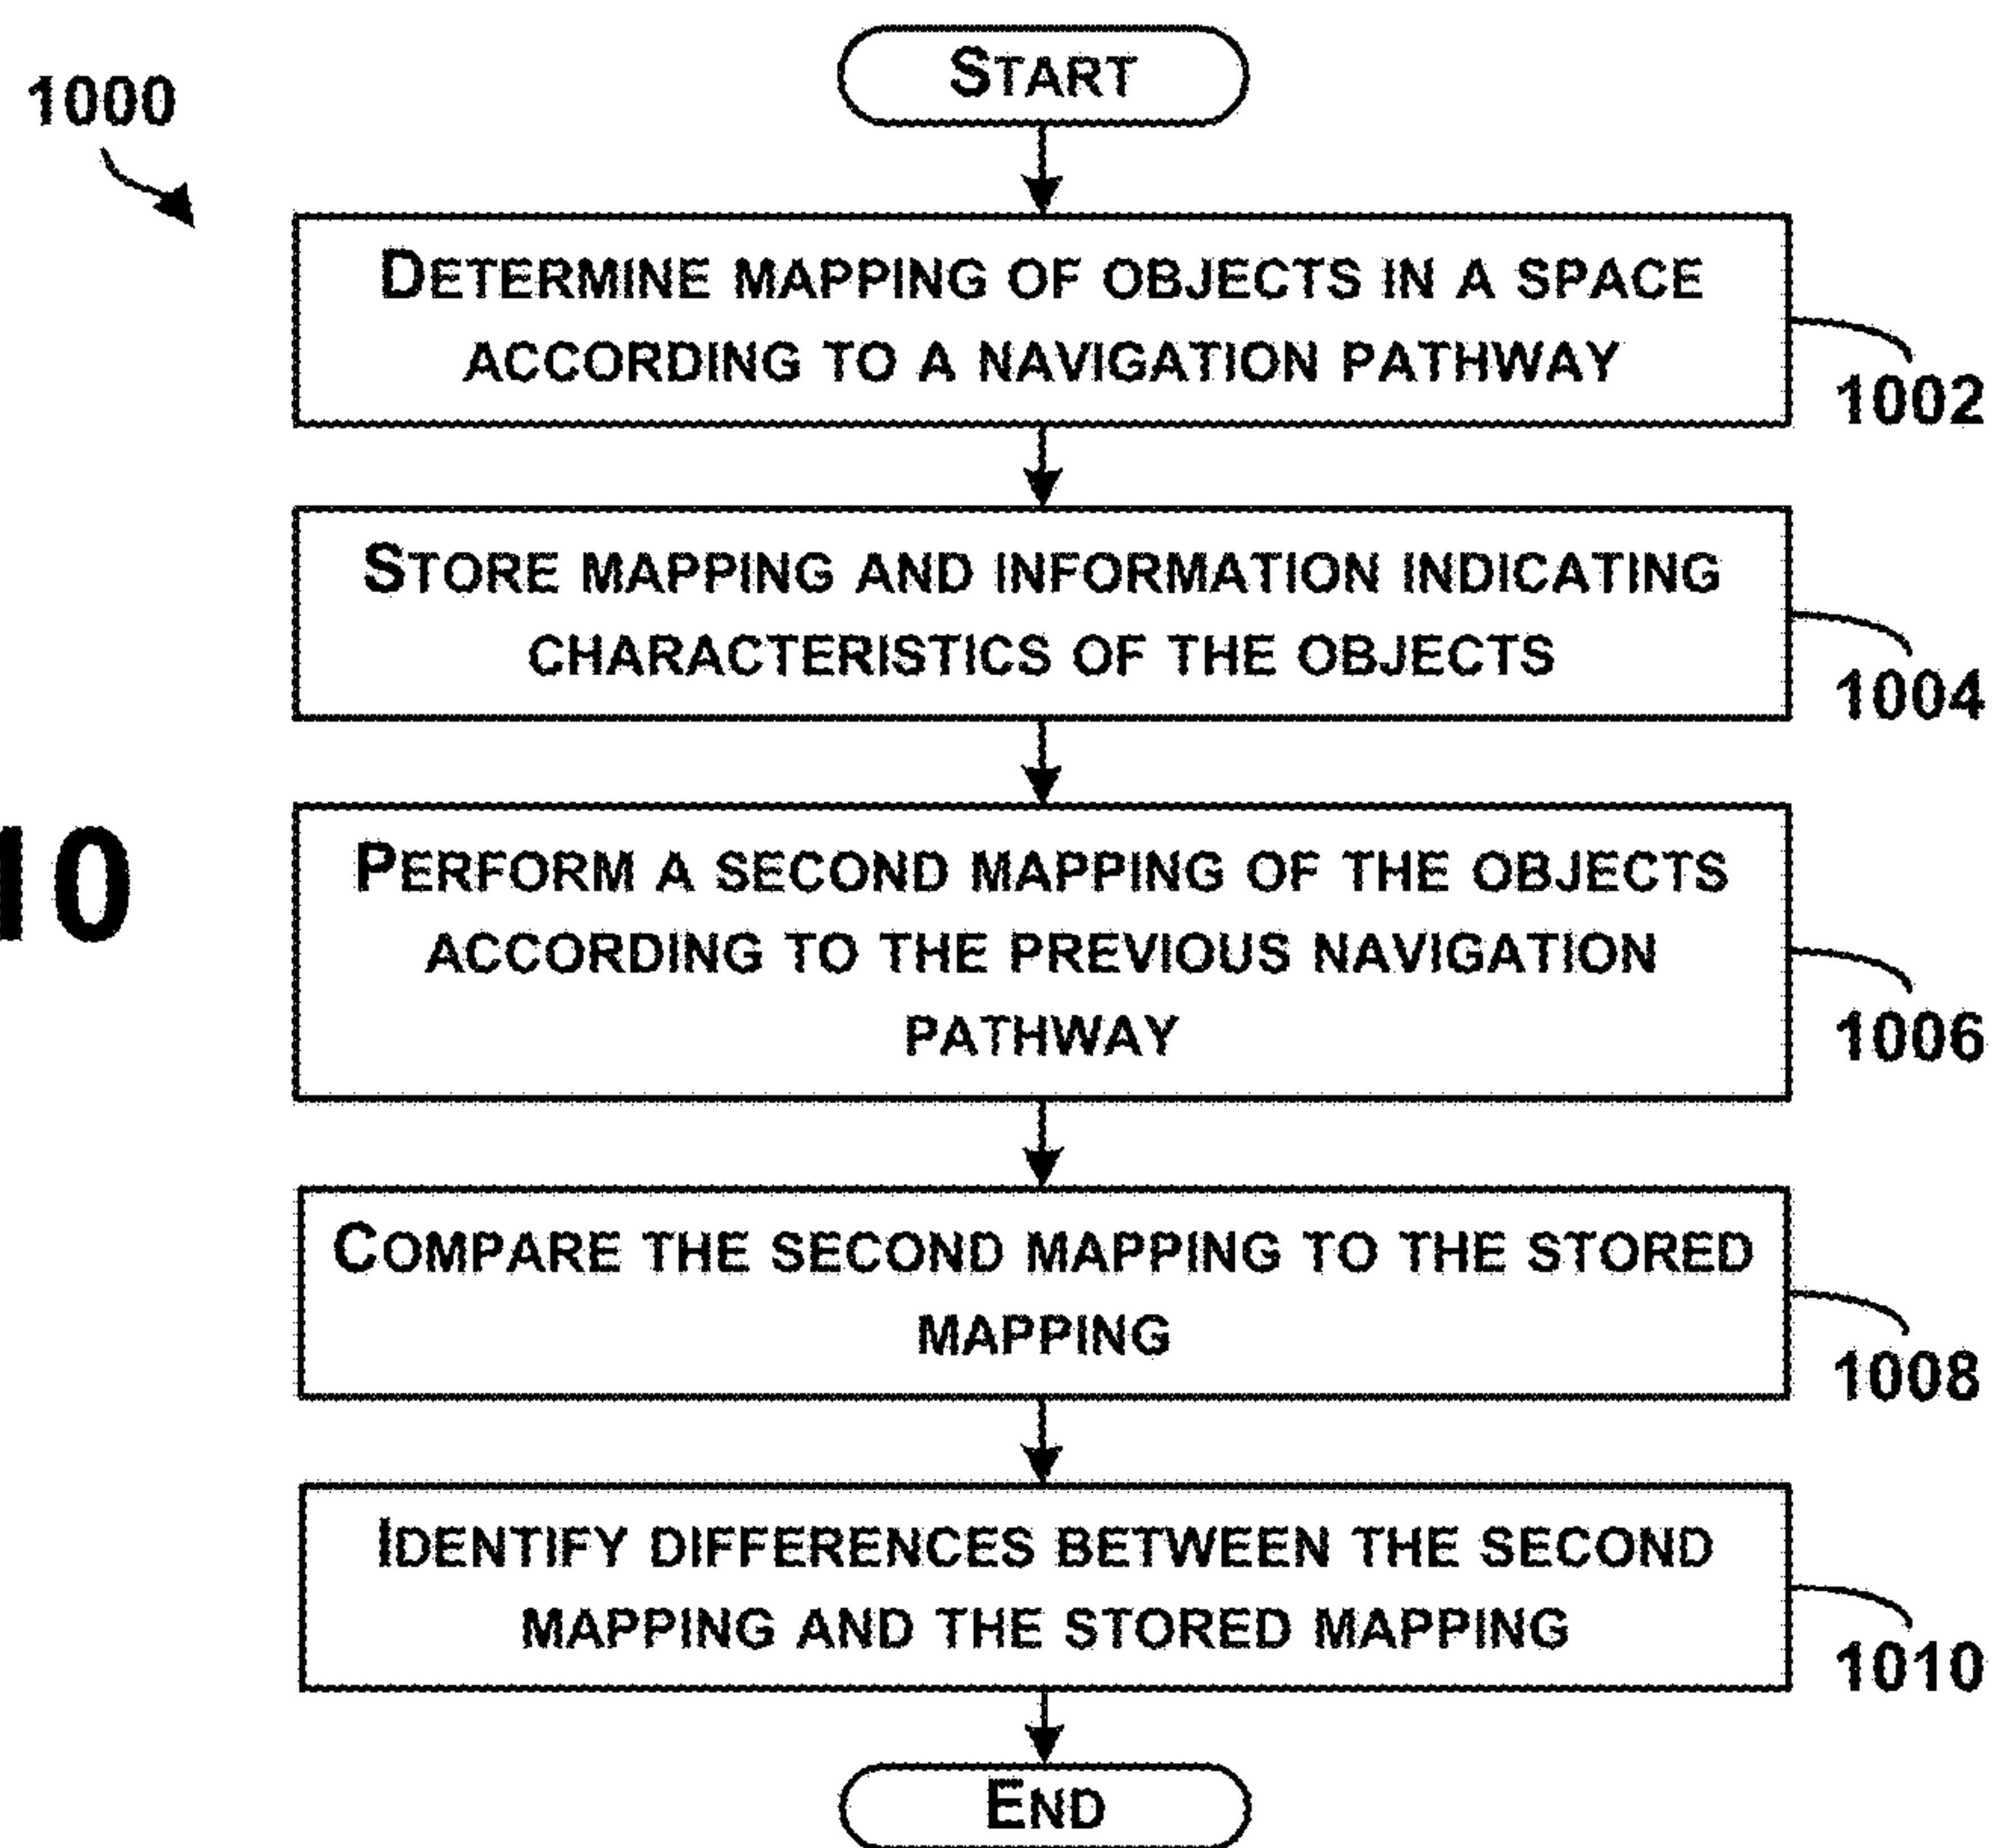 START
1000
DETERMINE MAPPING OF OBJECTS IN A SPACE
ACCORDING TO A NAVIGATION PATHWAY
1002
STORE MAPPING AND INFORMATION INDICATING
CHARACTERISTICS OF THE OBJECTS
1004
10
PERFORM A SECOND MAPPING OF THE OBJECTS
ACCORDING TO THE PREVIOUS NAVIGATION
PATHWAY
1006
COMPARE THE SECOND MAPPING TO THE STORED
MAPPING
1008
IDENTIFY DIFFERENCES BETWEEN THE SECOND
MAPPING AND THE STORED MAPPING
1010
END